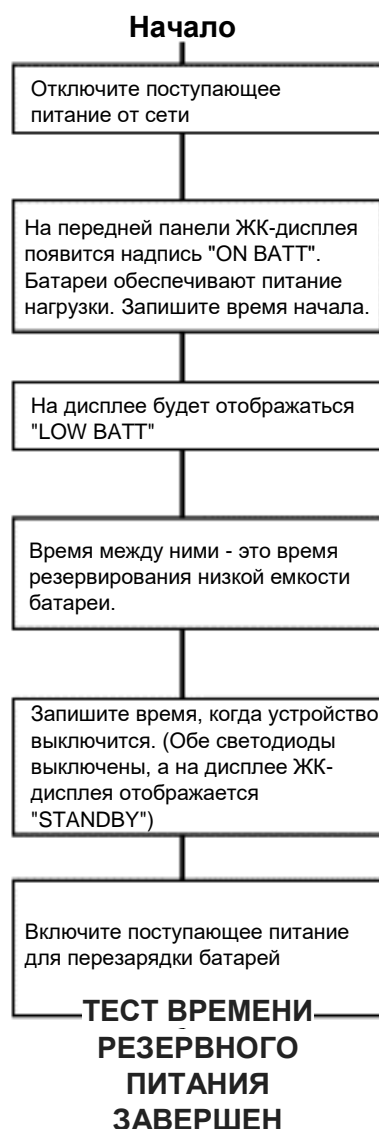 Начало
Отключите поступающее
питание от сети
На передней панели ЖК-дисплея
появится надпись "ON BATT".
Батареи обеспечивают питание
нагрузки. Запишите время начала.
На дисплее будет отображаться
"LOW BATT"
Время между ними - это время
резервирования низкой емкости
батареи.
Запишите время, когда устройство
выключится. (Обе светодиоды
выключены, а на дисплее ЖК-
дисплея отображается
"STANDBY")
Включите поступающее питание
для перезарядки батарей
ТЕСТ ВРЕМЕНИ
РЕЗЕРВНОГО
ПИТАНИЯ
ЗАВЕРШЕН